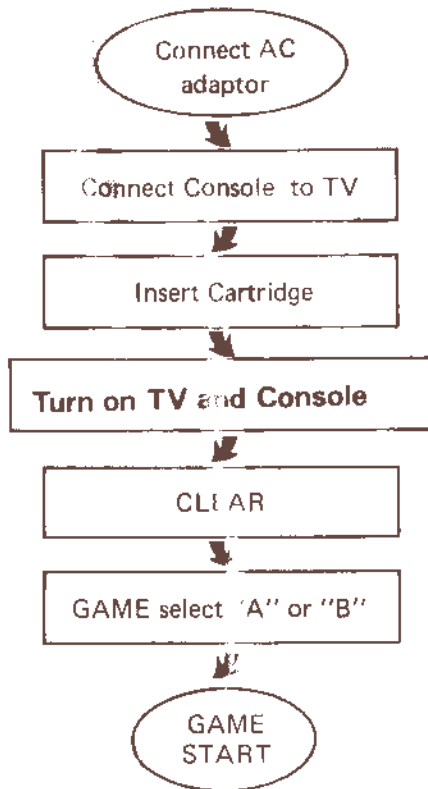 Connect AC
adaptor
Connect Console to TV
Insert Cartridge
Turn on TV and Console
CLEAR
GAME select "A" or "B"
GAME
START